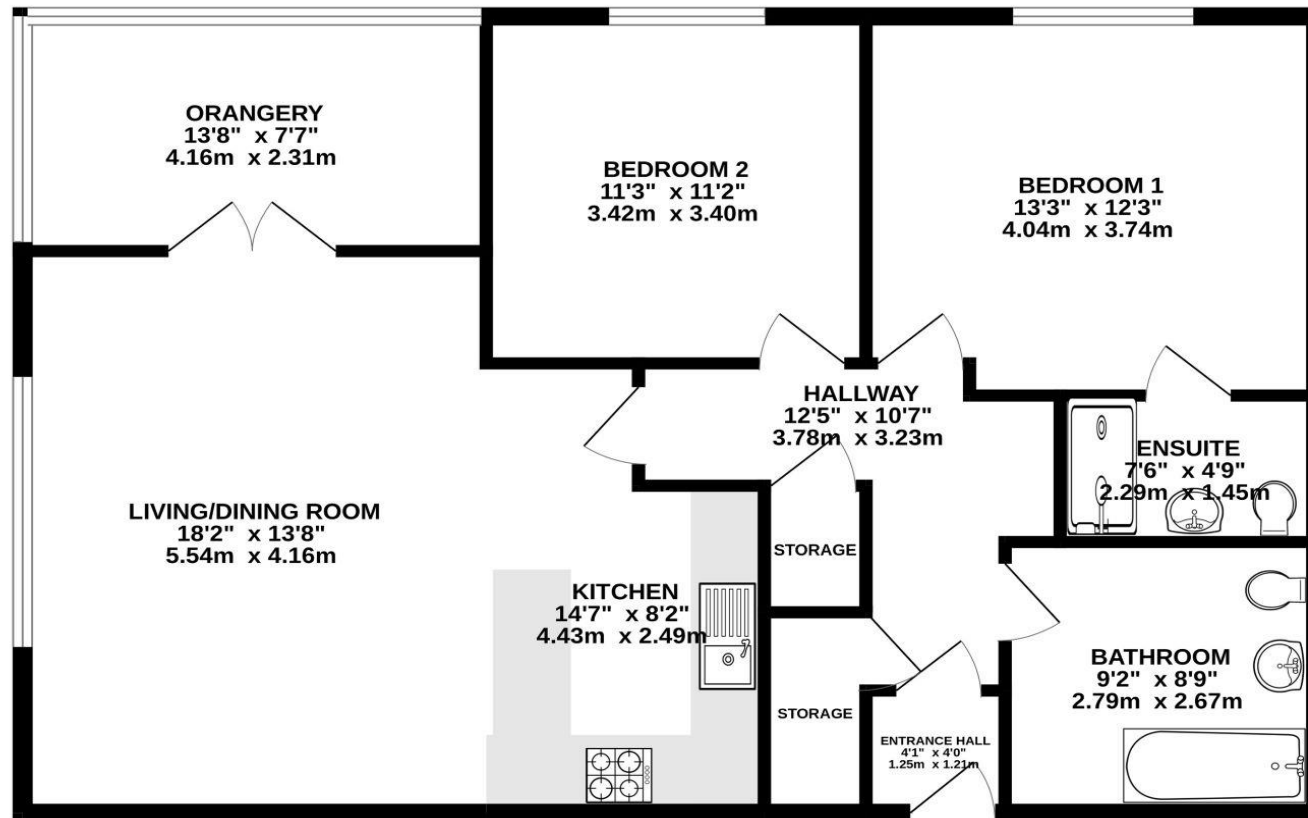 ORANGERY
13'8" x 7'7"
4.16m x 2.31m
BEDROOM 2
11'3" x 11'2"
3.42m x 3.40m
BEDROOM 1
13'3" x 12'3"
4.04m x 3.74m
HALLWAY
12'5" x 10'7"
3.78m x 3.23m
ENSUITE
7'6" x 4'9"
2.29m x 1.45m
LIVING/DINING ROOM
18'2" x 13'8"
5.54m x 4.16m
STORAGE
KITCHEN
14'7" x 8'2"
4.43m x 2.49m
BATHROOM
9'2" x 8'9"
2.79m x 2.67m
STORAGE
ENTRANCE HALL
4'1" x 4'0"
1.25m x 1.21m